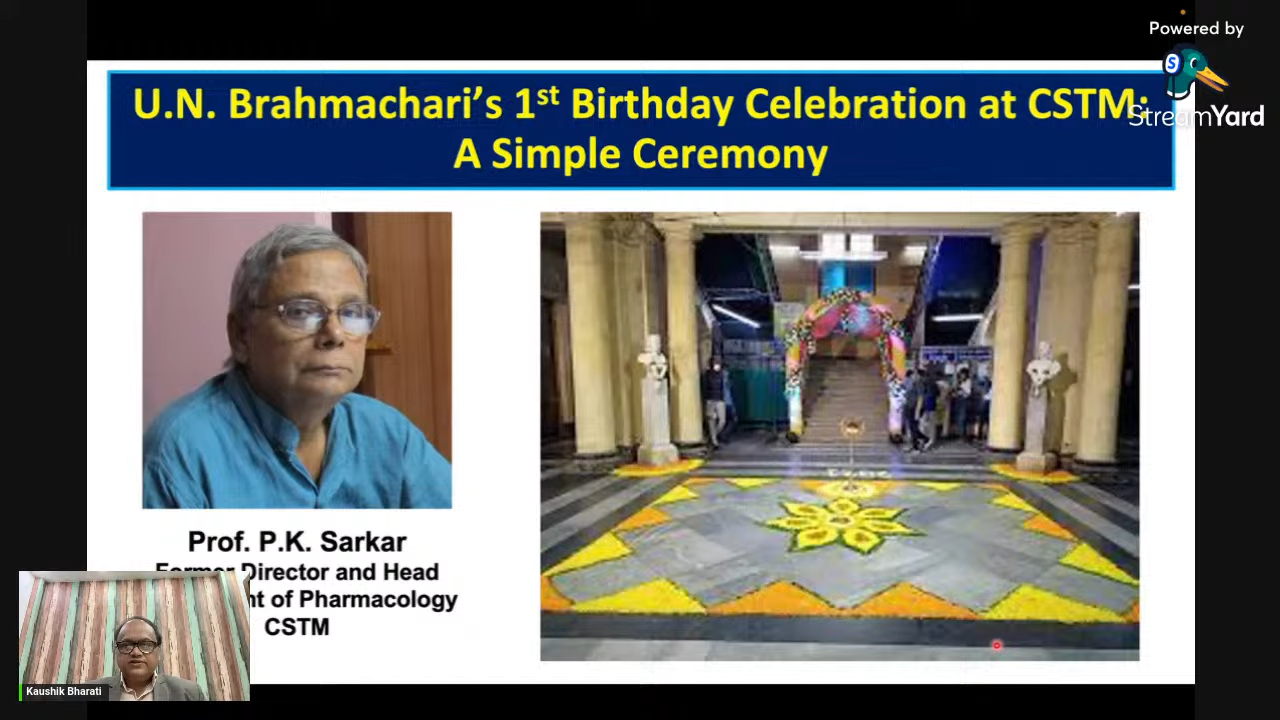 Powered by
StreamYard
U.N. Brahmachari’s 1st Birthday Celebration at CSTM:
A Simple Ceremony
Prof. P.K. Sarkar
Former Director and Head
of Pharmacology
CSTM
Kaushik Bharati